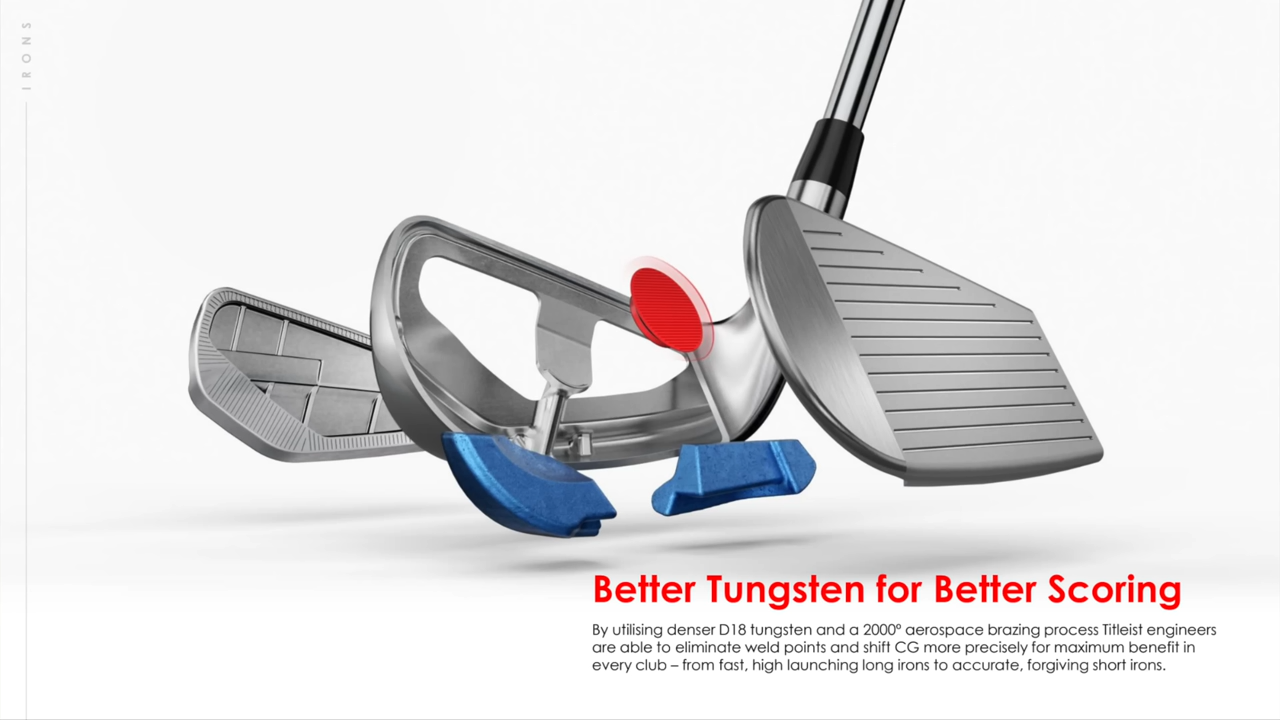 IRONS
Better Tungsten for Better Scoring
By utilising denser D18 tungsten and a 2000° aerospace brazing process Titleist engineers
are able to eliminate weld points and shift CG more precisely for maximum benefit in
every club – from fast, high launching long irons to accurate, forgiving short irons.